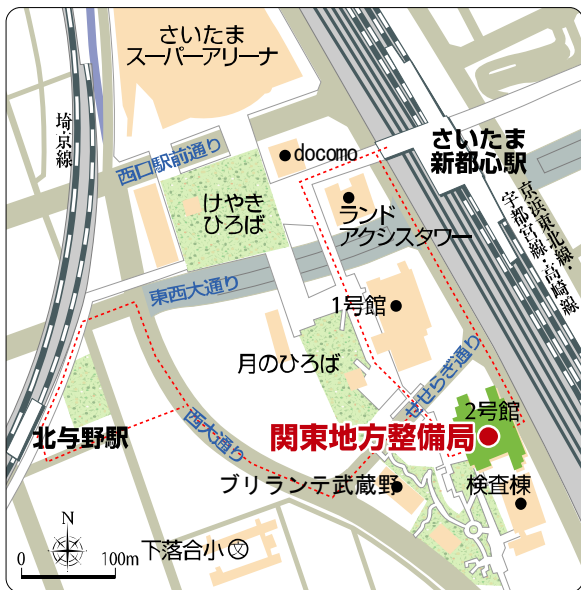 さいたま
スーパーアリーナ
埼京線
西口駅前通り
docomo
さいたま
新都心駅
けやき
ひろば
ランド
アクシスタワー
京浜東北線・
宇都宮線・高崎線
東西大通り
1号館
月のひろば
せせらぎ通り
2号館
北与野駅
西大通り
関東地方整備局
ブリランテ武蔵野
検査棟
N
下落合小
文
0 100m